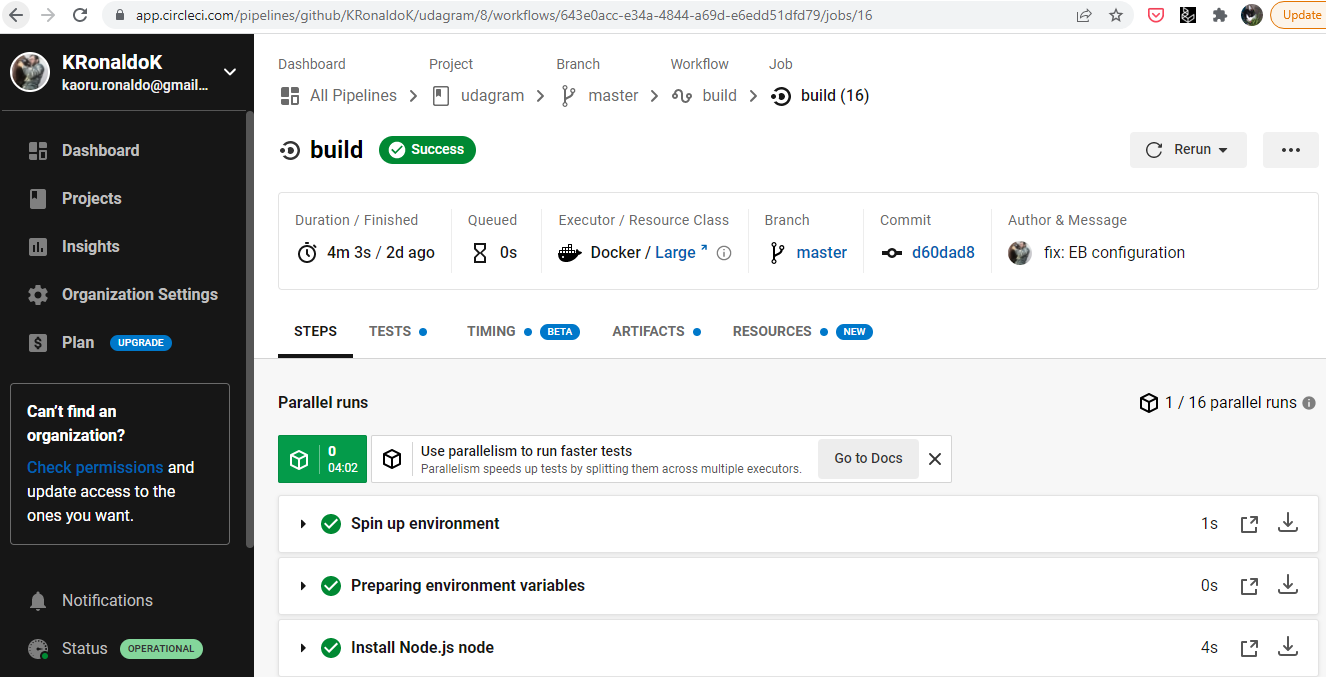 app.circleci.com/pipelines/github/KRonaldoK/udagram/8/workflows/643e0acc-e34a-4844-a69d-e6edd51dfd79/jobs/16
Update
KRonaldoK
kaoru.ronaldo@gmail...
Dashboard
Projects
Insights
Organization Settings
Plan UPGRADE
Can't find an
organization?
Check permissions and
update access to the
ones you want.
Notifications
Status OPERATIONAL
Dashboard Project Branch Workflow Job
All Pipelines udagram master build build (16)
build Success Rerun
Duration / Finished Queued Executor / Resource Class Branch Commit Author & Message
4m 3s / 2d ago 0s Docker / Large master d60dad8 fix: EB configuration
STEPS TESTS TIMING BETA ARTIFACTS RESOURCES NEW
Parallel runs 1 / 16 parallel runs
0
04:02
Use parallelism to run faster tests
Parallelism speeds up tests by splitting them across multiple executors.
Go to Docs
Spin up environment 1s
Preparing environment variables 0s
Install Node.js node 4s